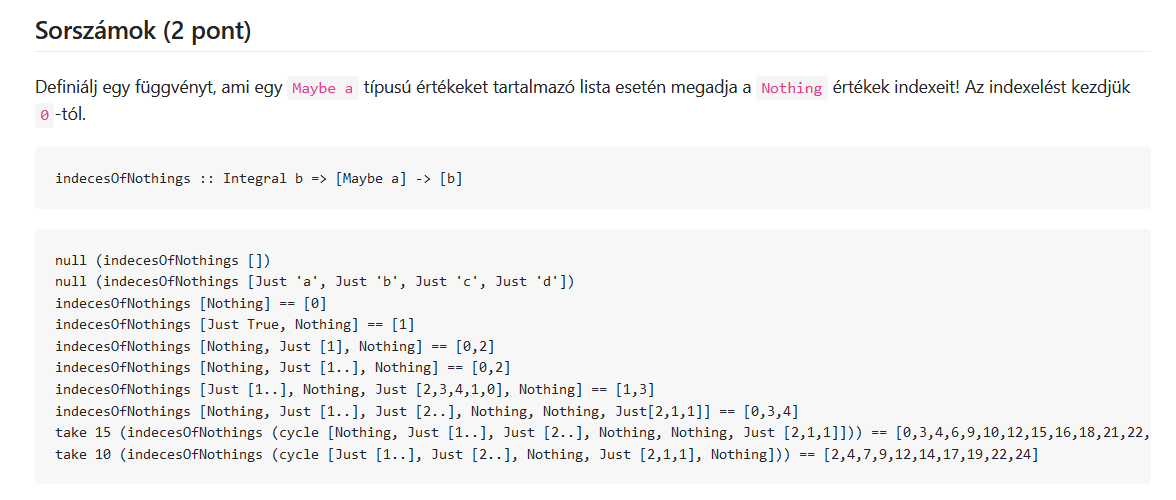 Sorszámok (2 pont)
Definiálj egy függvényt, ami egy Maybe a típusú értékeket tartalmazó lista esetén megadja a Nothing értékek indexeit! Az indexelést kezdjük
0 -tól.
indecesOfNothings :: Integral b => [Maybe a] -> [b]
null (indecesOfNothings [])
null (indecesOfNothings [Just 'a', Just 'b', Just 'c', Just 'd'])
indecesOfNothings [Nothing] == [0]
indecesOfNothings [Just True, Nothing] == [1]
indecesOfNothings [Nothing, Just [1], Nothing] == [0,2]
indecesOfNothings [Nothing, Just [1..], Nothing] == [0,2]
indecesOfNothings [Just [1..], Nothing, Just [2,3,4,1,0], Nothing] == [1,3]
indecesOfNothings [Nothing, Just [1..], Just [2..], Nothing, Nothing, Just[2,1,1]] == [0,3,4]
take 15 (indecesOfNothings (cycle [Nothing, Just [1..], Just [2..], Nothing, Nothing, Just [2,1,1]])) == [0,3,4,6,9,10,12,15,16,18,21,22,
take 10 (indecesOfNothings (cycle [Just [1..], Just [2..], Nothing, Just [2,1,1], Nothing])) == [2,4,7,9,12,14,17,19,22,24]